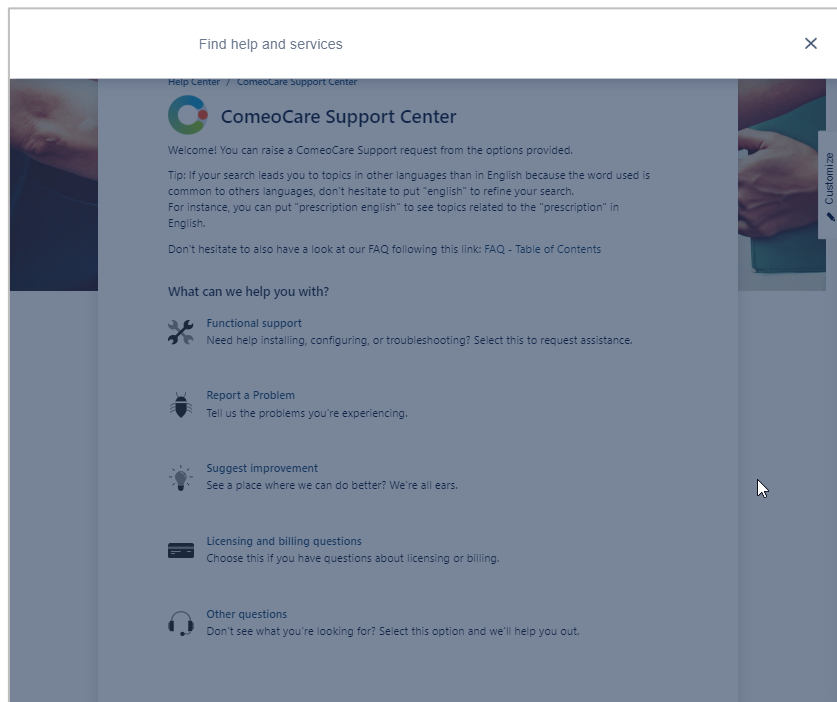 Find help and services
Help Center / ComeoCare Support Center
ComeoCare Support Center
Welcome! You can raise a ComeoCare Support request from the options provided.
Tip: If your search leads you to topics in other languages than in English because the word used is
common to others languages, don't hesitate to put "english" to refine your search.
For instance, you can put "prescription english" to see topics related to the "prescription" in
English.
Don't hesitate to also have a look at our FAQ following this link: FAQ - Table of Contents
What can we help you with?
Functional support
Need help installing, configuring, or troubleshooting? Select this to request assistance.
Report a Problem
Tell us the problems you're experiencing.
Suggest improvement
See a place where we can do better? We're all ears.
Licensing and billing questions
Choose this if you have questions about licensing or billing.
Other questions
Don't see what you're looking for? Select this option and we'll help you out.
Customize